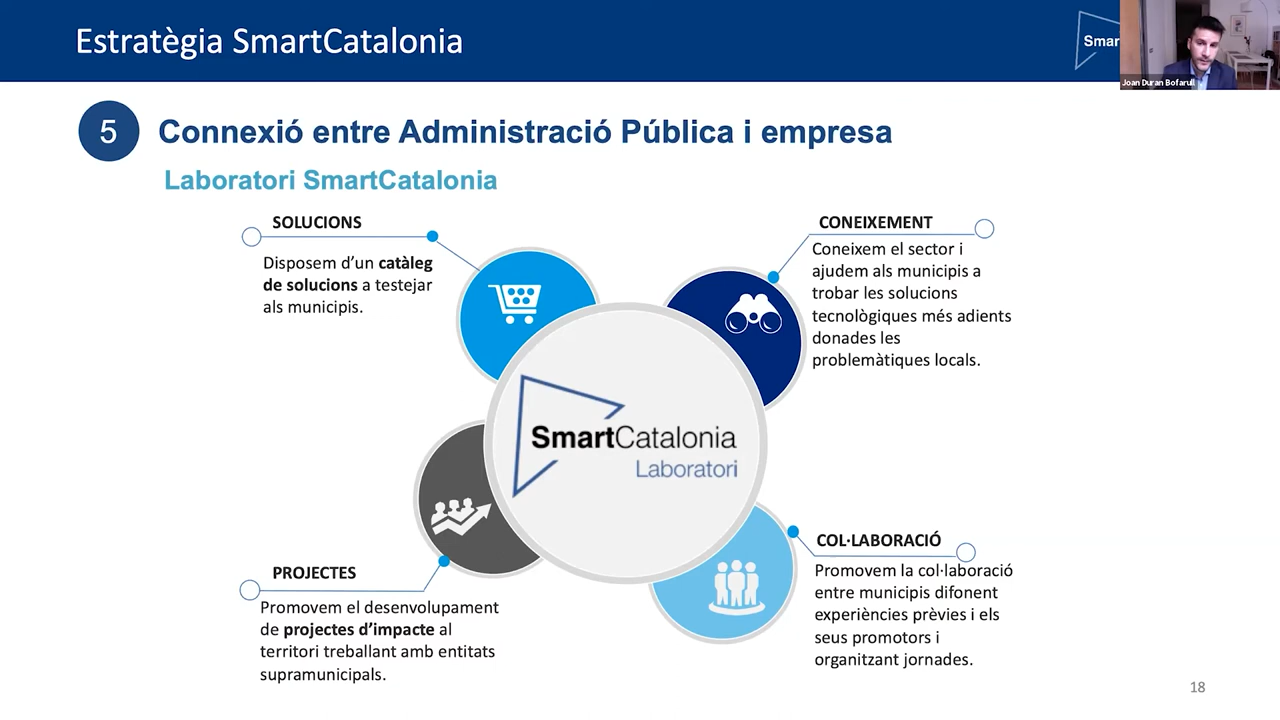 Estratègia SmartCatalonia
Smar
Joan Duran Bofarull
5
Connexió entre Administració Pública i empresa
Laboratori SmartCatalonia
SOLUCIONS
Disposem d’un catàleg
de solucions a testejar
als municipis.
CONEIXEMENT
Coneixem el sector i
ajudem als municipis a
trobar les solucions
tecnològiques més adients
donades les
problemàtiques locals.
SmartCatalonia
Laboratori
PROJECTES
Promovem el desenvolupament
de projectes d’impacte al
territori treballant amb entitats
supramunicipals.
COL·LABORACIÓ
Promovem la col·laboració
entre municipis difonent
experiències prèvies i els
seus promotors i
organitzant jornades.
18